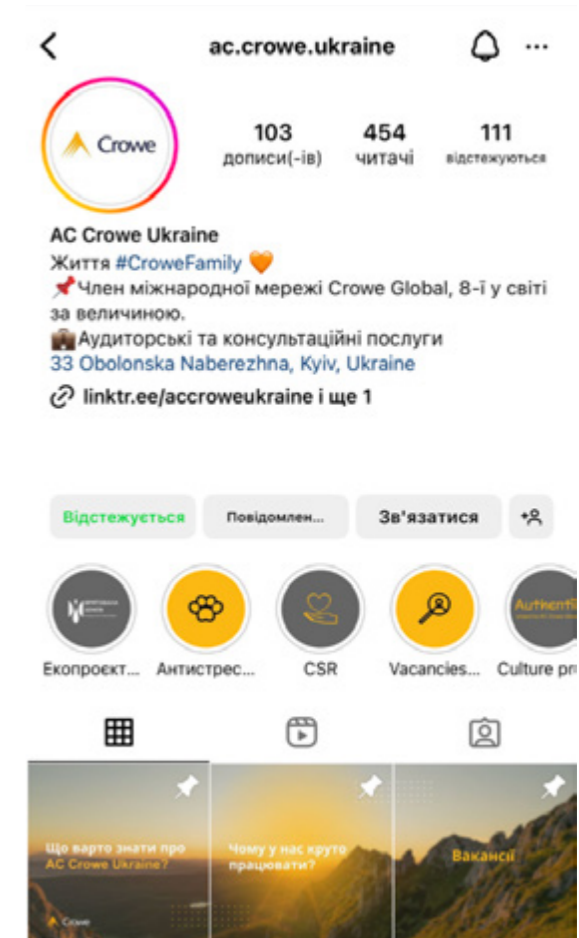 ac.crowe.ukraine
Crowe
103 454 111
дописи(-ів) читачі відстежуються
AC Crowe Ukraine
Життя #CroweFamily 🧡
📌Член міжнародної мережі Crowe Global, 8-ї у світі
за величиною.
💼Аудиторські та консультаційні послуги
33 Obolonska Naberezhna, Kyiv, Ukraine
linktr.ee/accroweukraine і ще 1
Відстежується Повідомлен... Зв'язатися
Authenti
Екопроєкт... Антистрес... CSR Vacancies... Culture pr
Що варто знати про
AC Crowe Ukraine?
Crowe
Чому у нас круто
працювати?
Вакансії